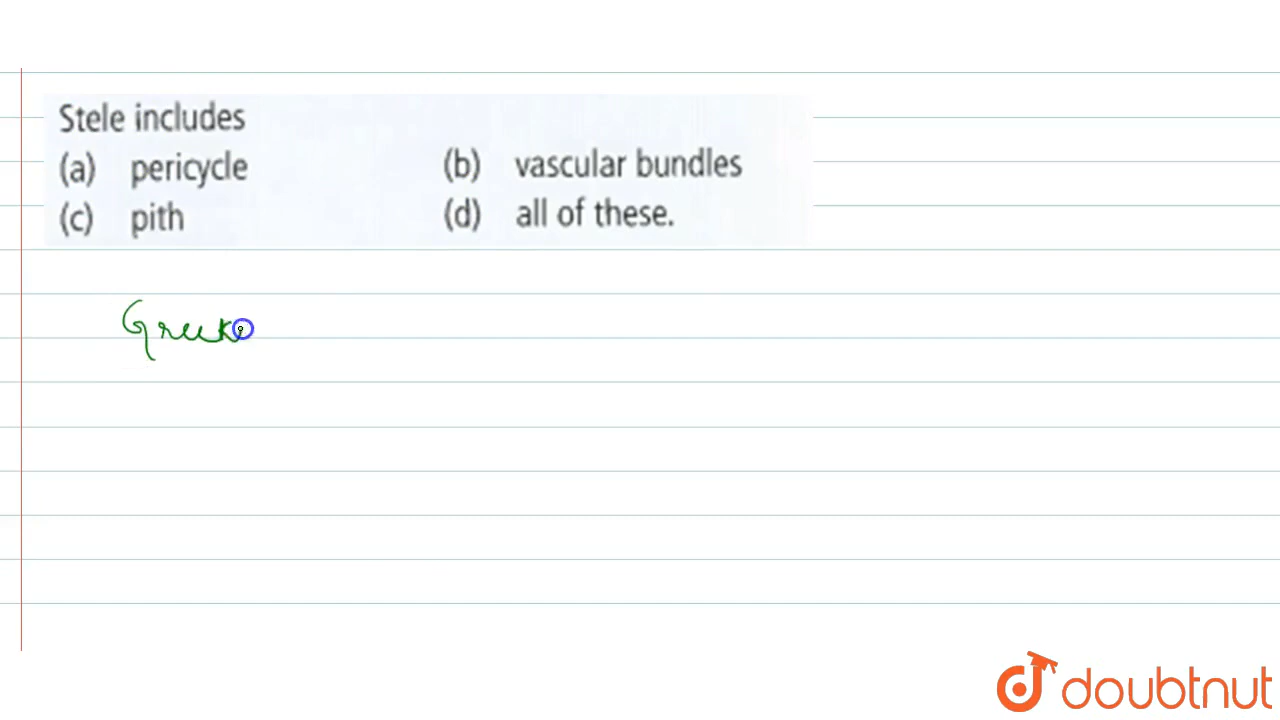 Stele includes
(a) pericycle (b) vascular bundles
(c) pith (d) all of these.
Greek
doubtnut